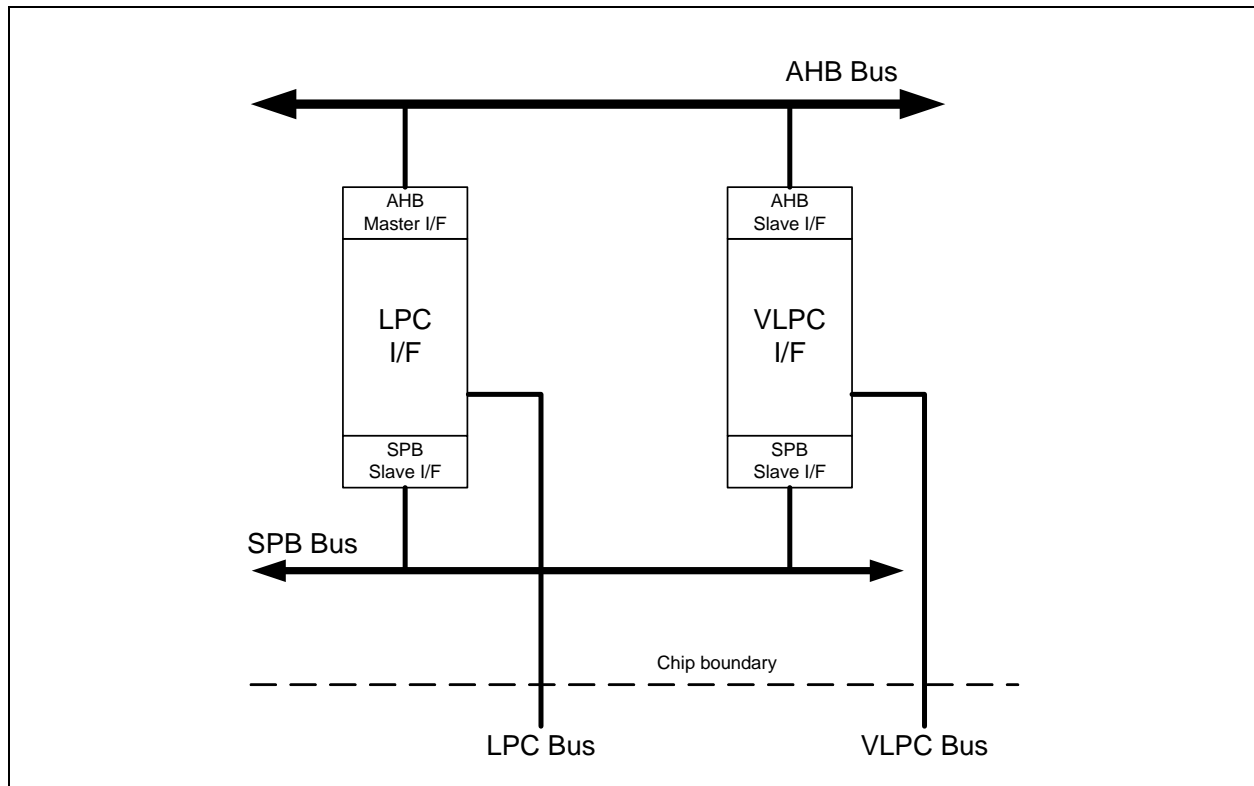 AHB Bus
AHB
Master I/F
LPC
I/F
SPB
Slave I/F
AHB
Slave I/F
VLPC
I/F
SPB
Slave I/F
SPB Bus
Chip boundary
LPC Bus
VLPC Bus